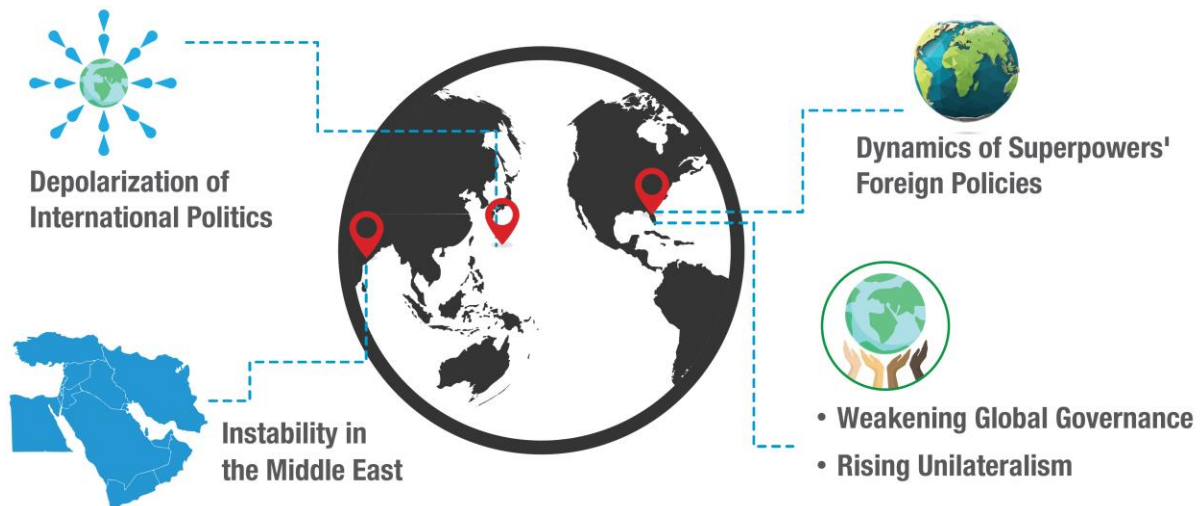 Depolarization of
International Politics
Dynamics of Superpowers'
Foreign Policies
Instability in
the Middle East
• Weakening Global Governance
• Rising Unilateralism